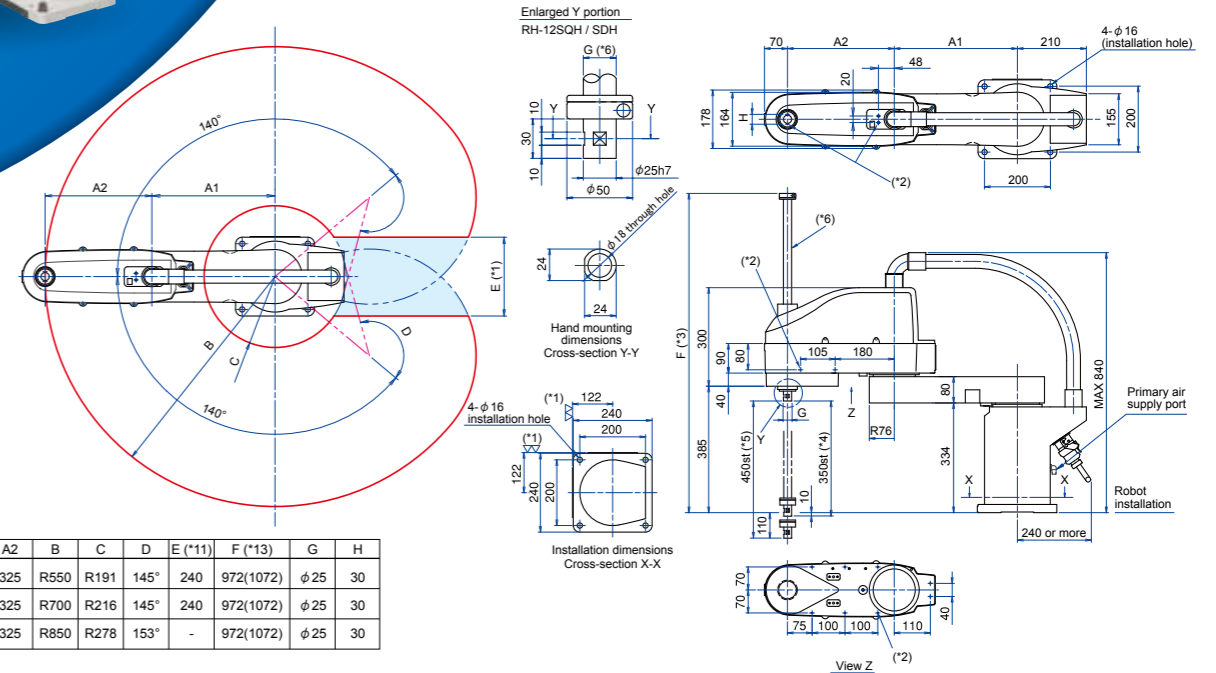 Enlarged Y portion
RH-12SQH / SDH
G (*6)
10
30
10
Y
Y
φ25h7
φ50
φ18 through hole
24
24
Hand mounting
dimensions
Cross-section Y-Y
140°
A2
A1
B
C
D
E (*1)
140°
4-φ16
installation hole
(*1)
122
240
200
(*1)
122
240
200
Installation dimensions
Cross-section X-X
70
A2
A1
210
4-φ16
(installation hole)
48
20
178
164
H
155
200
200
(*2)
(*6)
(*2)
F (*3)
300
90
80
105
180
40
385
G
Y
Z
R76
80
334
450st (*5)
350st (*4)
10
110
MAX 840
Primary air
supply port
X
X
Robot
installation
240 or more
70
70
75
100
100
110
40
(*2)
View Z
A2 B C D E (*11) F (*13) G H
325 R550 R191 145° 240 972(1072) φ25 30
325 R700 R216 145° 240 972(1072) φ25 30
325 R850 R278 153° - 972(1072) φ25 30